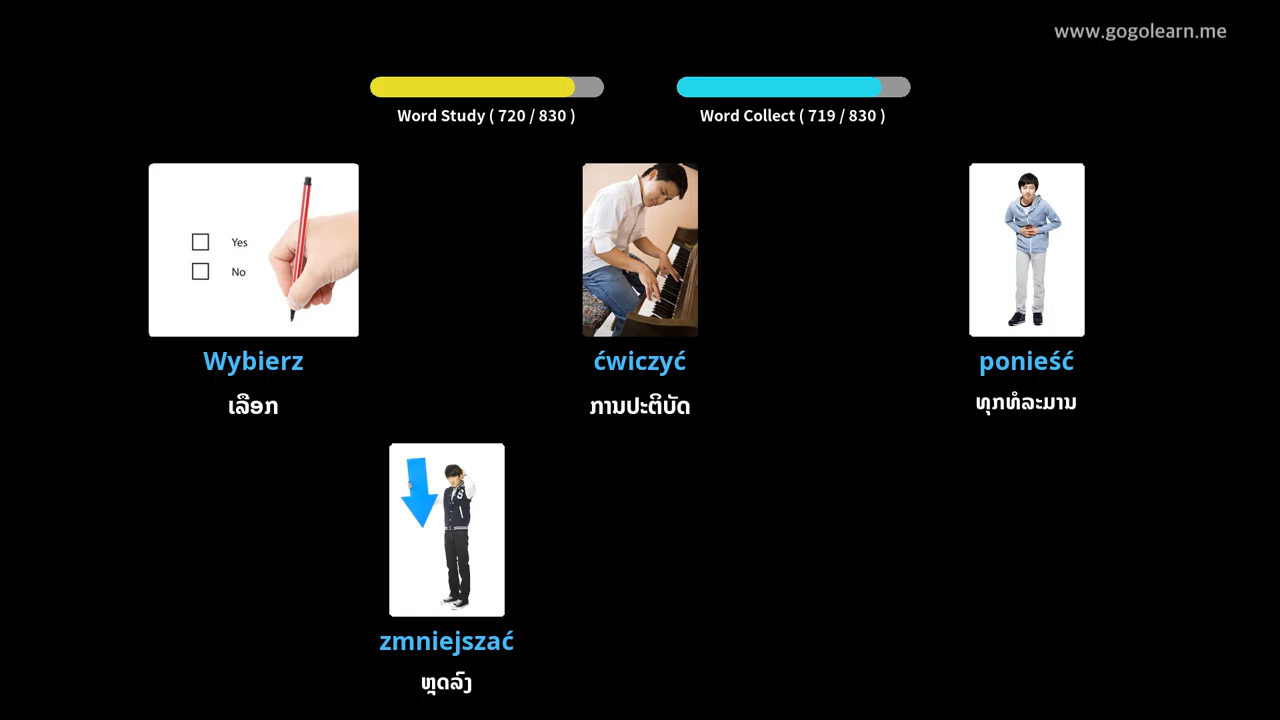 www.gogolearn.me
Word Study ( 720 / 830 )
Word Collect ( 719 / 830 )
Yes
No
Wybierz
ເລືອກ
ćwiczyć
ການປະຕິບັດ
ponieść
ທຸກທໍລະມານ
S
zmniejszać
ຫຼຸດລົງ